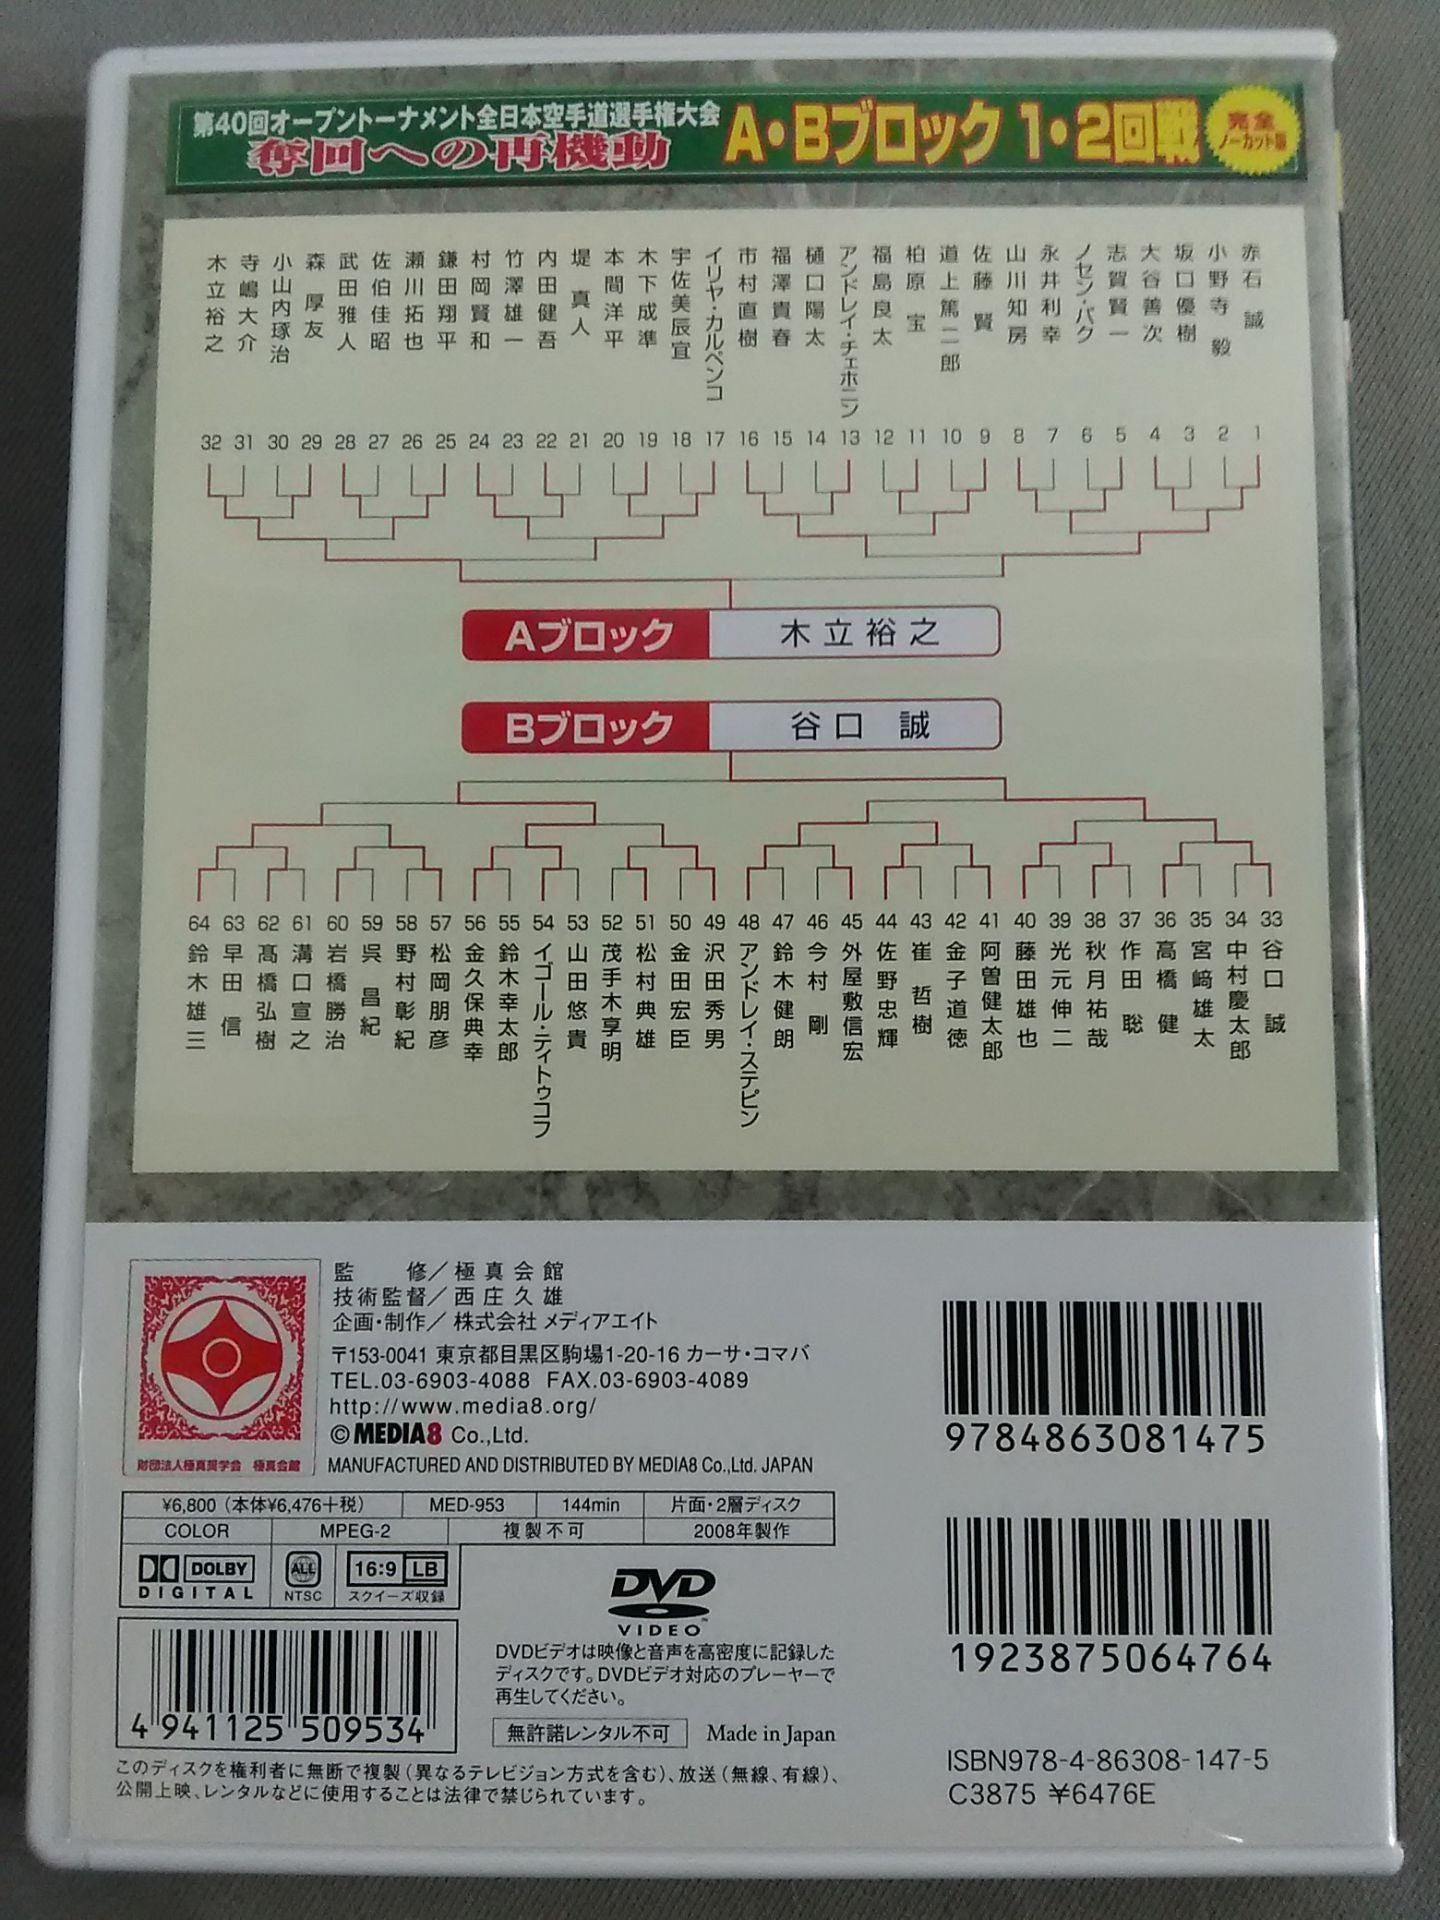 第40回オープントーナメント全日本空手道選手権大会
奪回への再機動
A・Bブロック 1・2回戦
完全
ノーカット版
赤石 誠
小野寺 毅
坂口優樹
大谷善次
志賀賢一
ノセン・パク
永井利幸
山川知房
佐藤 賢
道上篤二郎
柏原 宝
福島良太
アンドレイ・チェホニン
樋口陽太
福澤貴春
市村直樹
イリヤ・カルペンコ
宇佐美辰宜
木下成準
本間洋平
堤 真人
内田健吾
竹澤雄一
村岡賢和
鎌田翔平
瀬川拓也
佐伯佳昭
武田雅人
森 厚友
小山内琢治
寺嶋大介
木立裕之
32 31 30 29 28 27 26 25 24 23 22 21 20 19 18 17 16 15 14 13 12 11 10 9 8 7 6 5 4 3 2 1
Aブロック 木立裕之
Bブロック 谷口 誠
64 63 62 61 60 59 58 57 56 55 54 53 52 51 50 49 48 47 46 45 44 43 42 41 40 39 38 37 36 35 34 33
谷口 誠
中村慶太郎
宮﨑雄太
高橋 健
作田 聡
秋月祐哉
光元伸二
藤田雄也
阿曽健太郎
金子道徳
崔 哲樹
佐野忠輝
外屋敷信宏
今村 剛
鈴木健朗
アンドレイ・ステピン
沢田秀男
金田宏臣
松村典雄
茂手木享明
山田悠貴
イゴール・ティトゥコフ
鈴木幸太郎
金久保典幸
松岡朋彦
野村彰紀
呉 昌紀
岩橋勝治
溝口宣之
髙橋弘樹
早田 信
鈴木雄三
監 修／極真会館
技術監督／西庄久雄
企画・制作／株式会社 メディアエイト
〒153-0041 東京都目黒区駒場1-20-16 カーサ・コマバ
TEL.03-6903-4088 FAX.03-6903-4089
http://www.media8.org/
©MEDIA8 Co.,Ltd.
MANUFACTURED AND DISTRIBUTED BY MEDIA8 Co.,Ltd. JAPAN
財団法人極真奨学会 極真会館
¥6,800（本体¥6,476＋税） MED-953 144min 片面・2層ディスク
COLOR MPEG-2 複製不可 2008年製作
DOLBY
DIGITAL
ALL
NTSC
16:9 LB
スクイーズ収録
DVD
VIDEO
DVDビデオは映像と音声を高密度に記録した
ディスクです。DVDビデオ対応のプレーヤーで
再生してください。
無許諾レンタル不可 Made in Japan
4 941125 509534
このディスクを権利者に無断で複製（異なるテレビジョン方式を含む）、放送（無線、有線）、
公開上映、レンタルなどに使用することは法律で禁じられています。
9784863081475
1923875064764
ISBN978-4-86308-147-5
C3875 ¥6476E